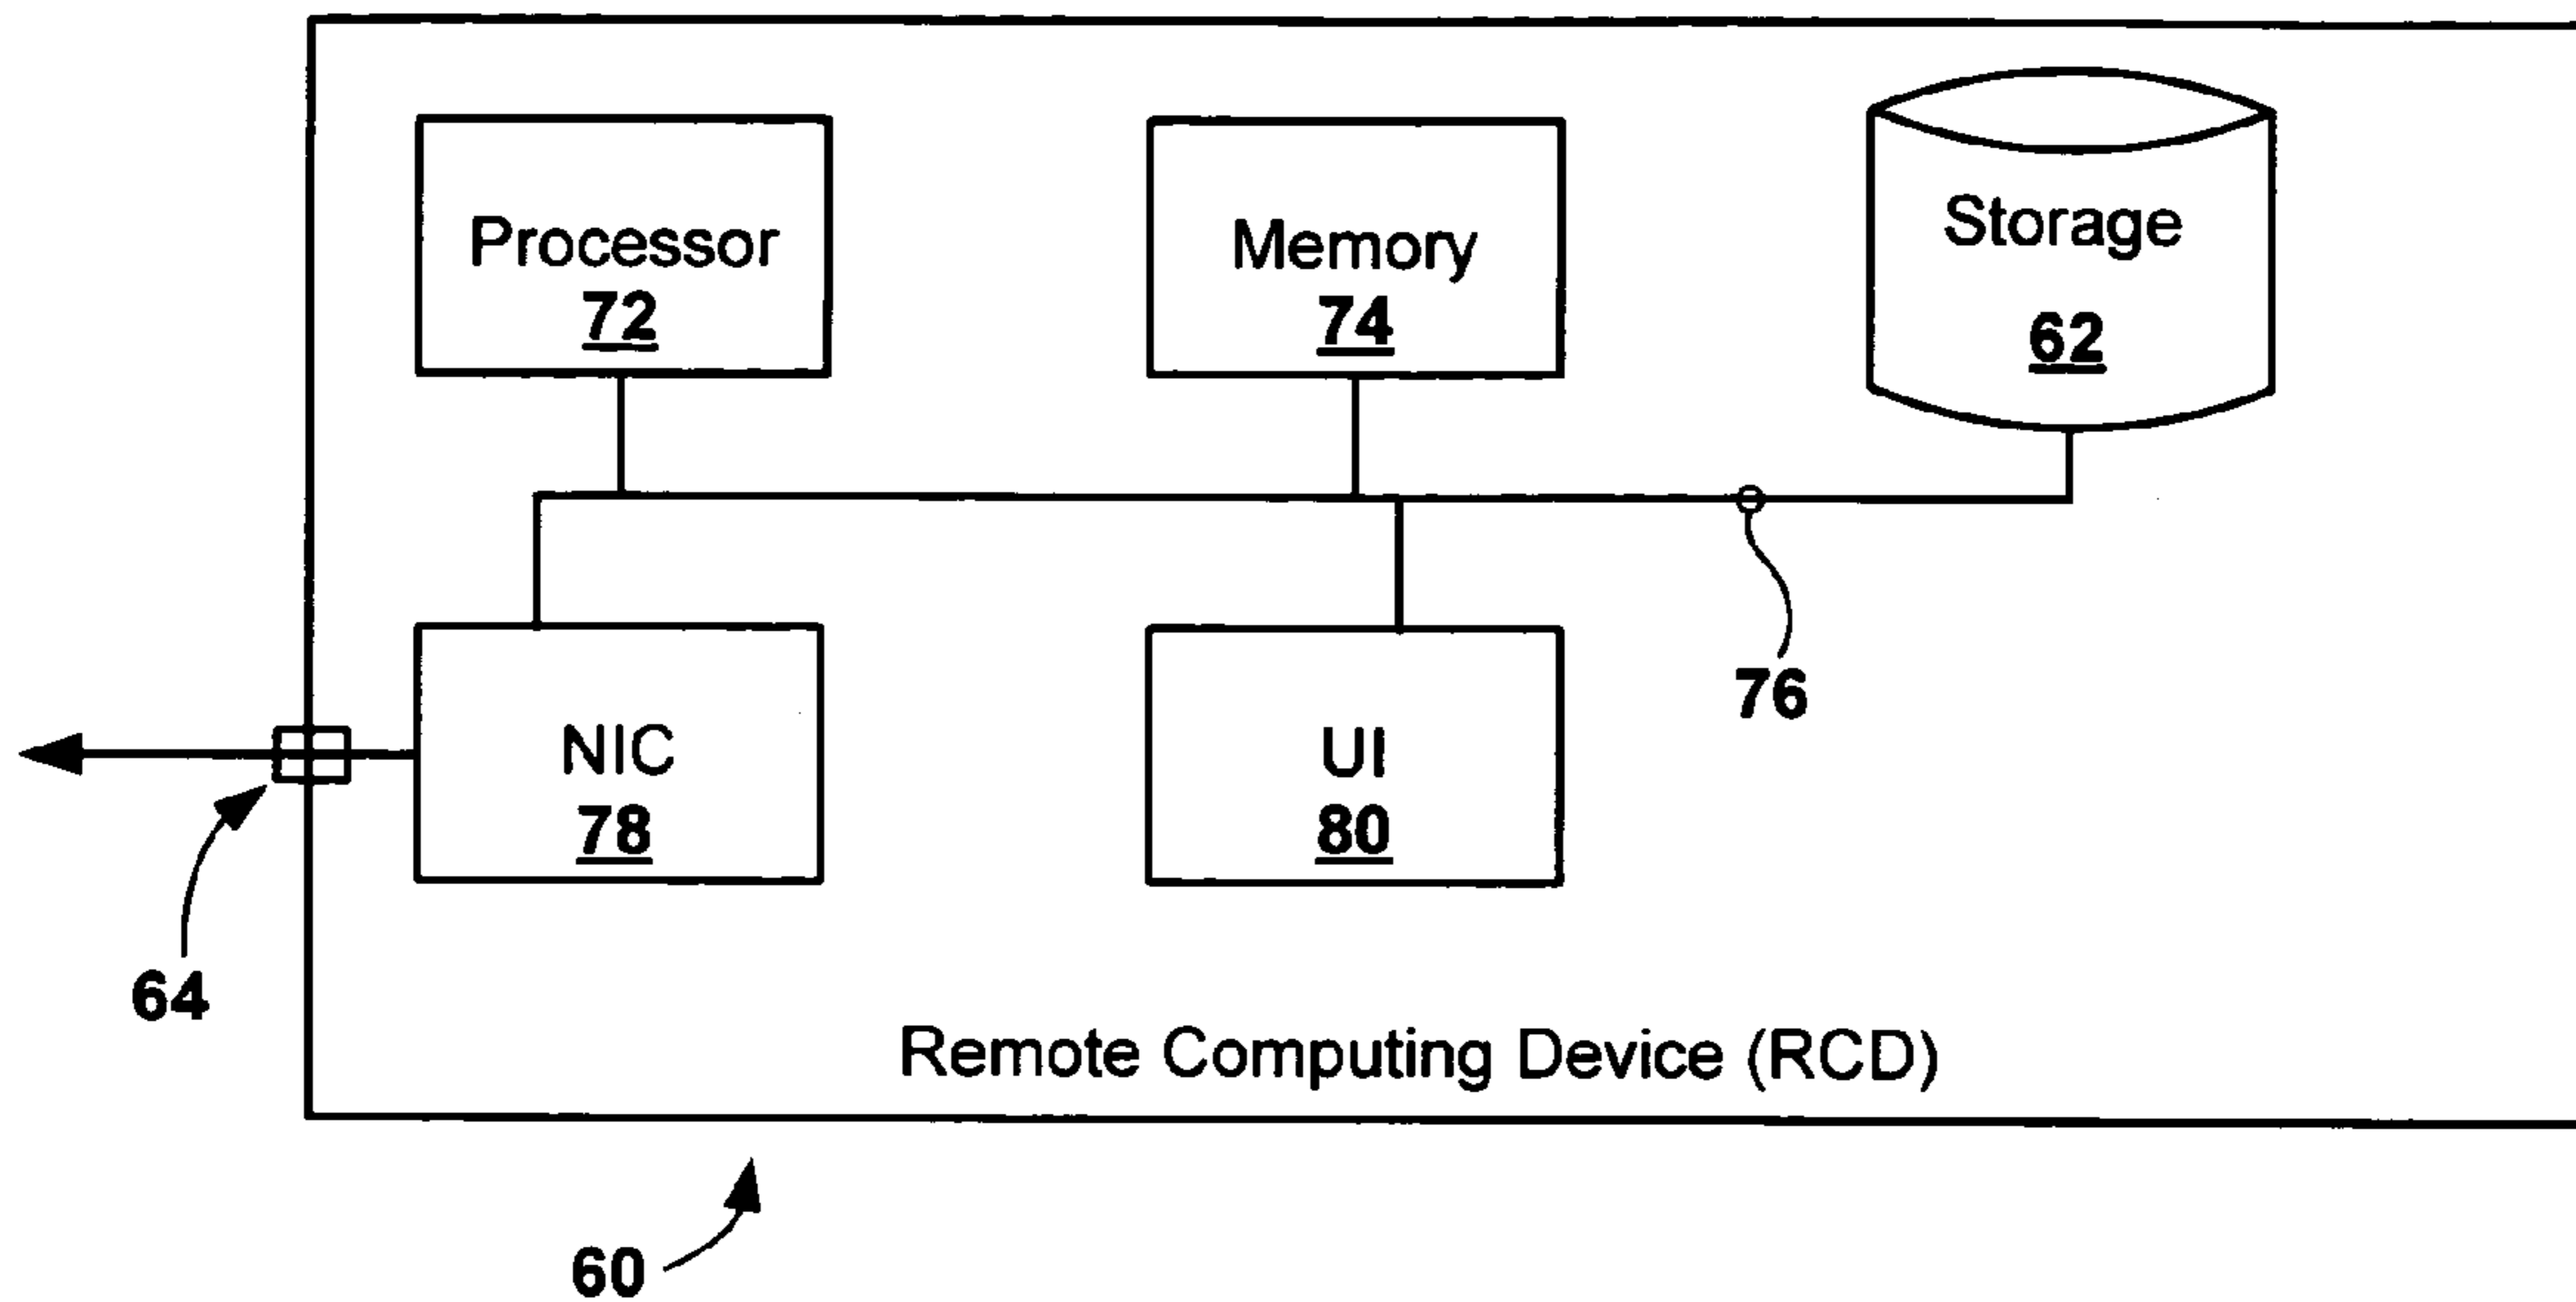 Processor
72
Memory
74
Storage
62
76
NIC
78
UI
80
64
Remote Computing Device (RCD)
60